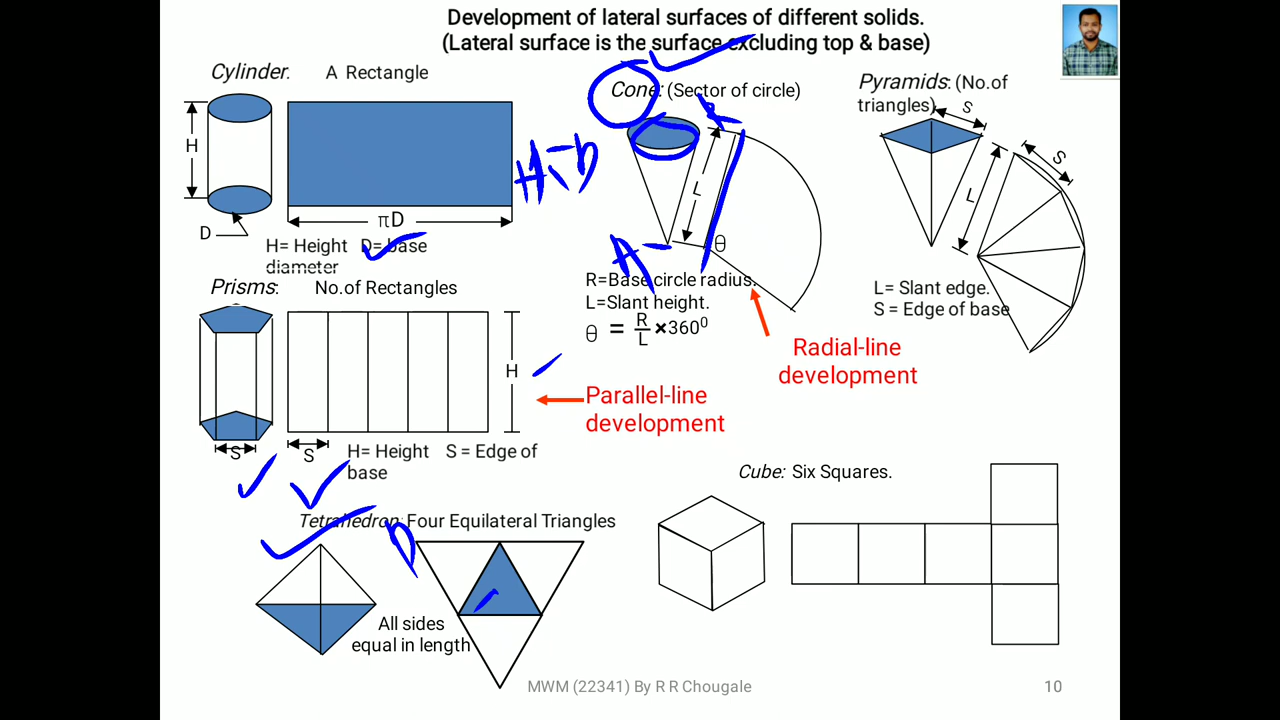 Development of lateral surfaces of different solids.
(Lateral surface is the surface excluding top & base)
Cylinder: A Rectangle
H
D
πD
H= Height D= base
diameter
Cone: (Sector of circle)
L
θ
R=Base circle radius.
L=Slant height.
θ = R/L ×360⁰
Pyramids: (No.of
triangles)
S
L
S
L= Slant edge.
S = Edge of base
Prisms: No.of Rectangles
S
S
H
H= Height S = Edge of
base
Parallel-line
development
Radial-line
development
Tetrahedron: Four Equilateral Triangles
All sides
equal in length
Cube: Six Squares.
MWM (22341) By R R Chougale
10